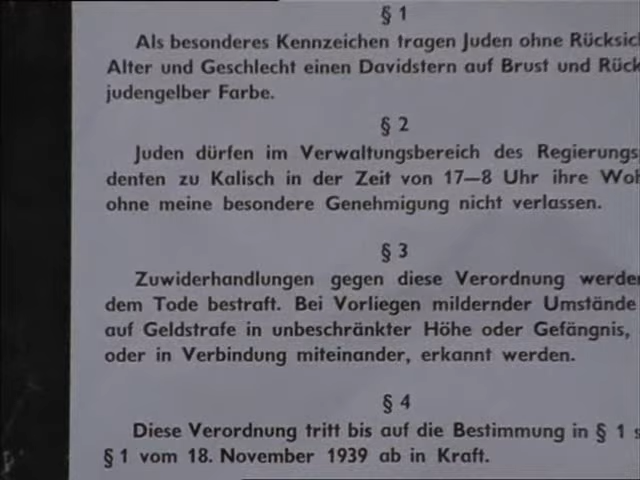 § 1
Als besonderes Kennzeichen tragen Juden ohne Rücksic
Alter und Geschlecht einen Davidstern auf Brust und Rück
judengelber Farbe.
§ 2
Juden dürfen im Verwaltungsbereich des Regierungsp
denten zu Kalisch in der Zeit von 17—8 Uhr ihre Woh
ohne meine besondere Genehmigung nicht verlassen.
§ 3
Zuwiderhandlungen gegen diese Verordnung werden
dem Tode bestraft. Bei Vorliegen mildernder Umstände
auf Geldstrafe in unbeschränkter Höhe oder Gefängnis,
oder in Verbindung miteinander, erkannt werden.
§ 4
Diese Verordnung tritt bis auf die Bestimmung in § 1 s
§ 1 vom 18. November 1939 ab in Kraft.